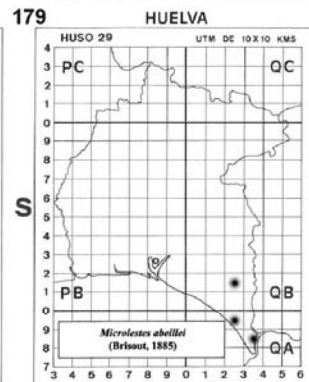 179
HUELVA
HUSO 29
UTM DE 10X10 KMS
4
PC
QC
3
2
1
0
9
8
7
6
S
5
4
3
2
1
PB
QB
0
9
Microlestes abeillei
(Brisout, 1885)
8
QA
7
3 4 5 6 7 8 9 0 1 2 3 4 5 6